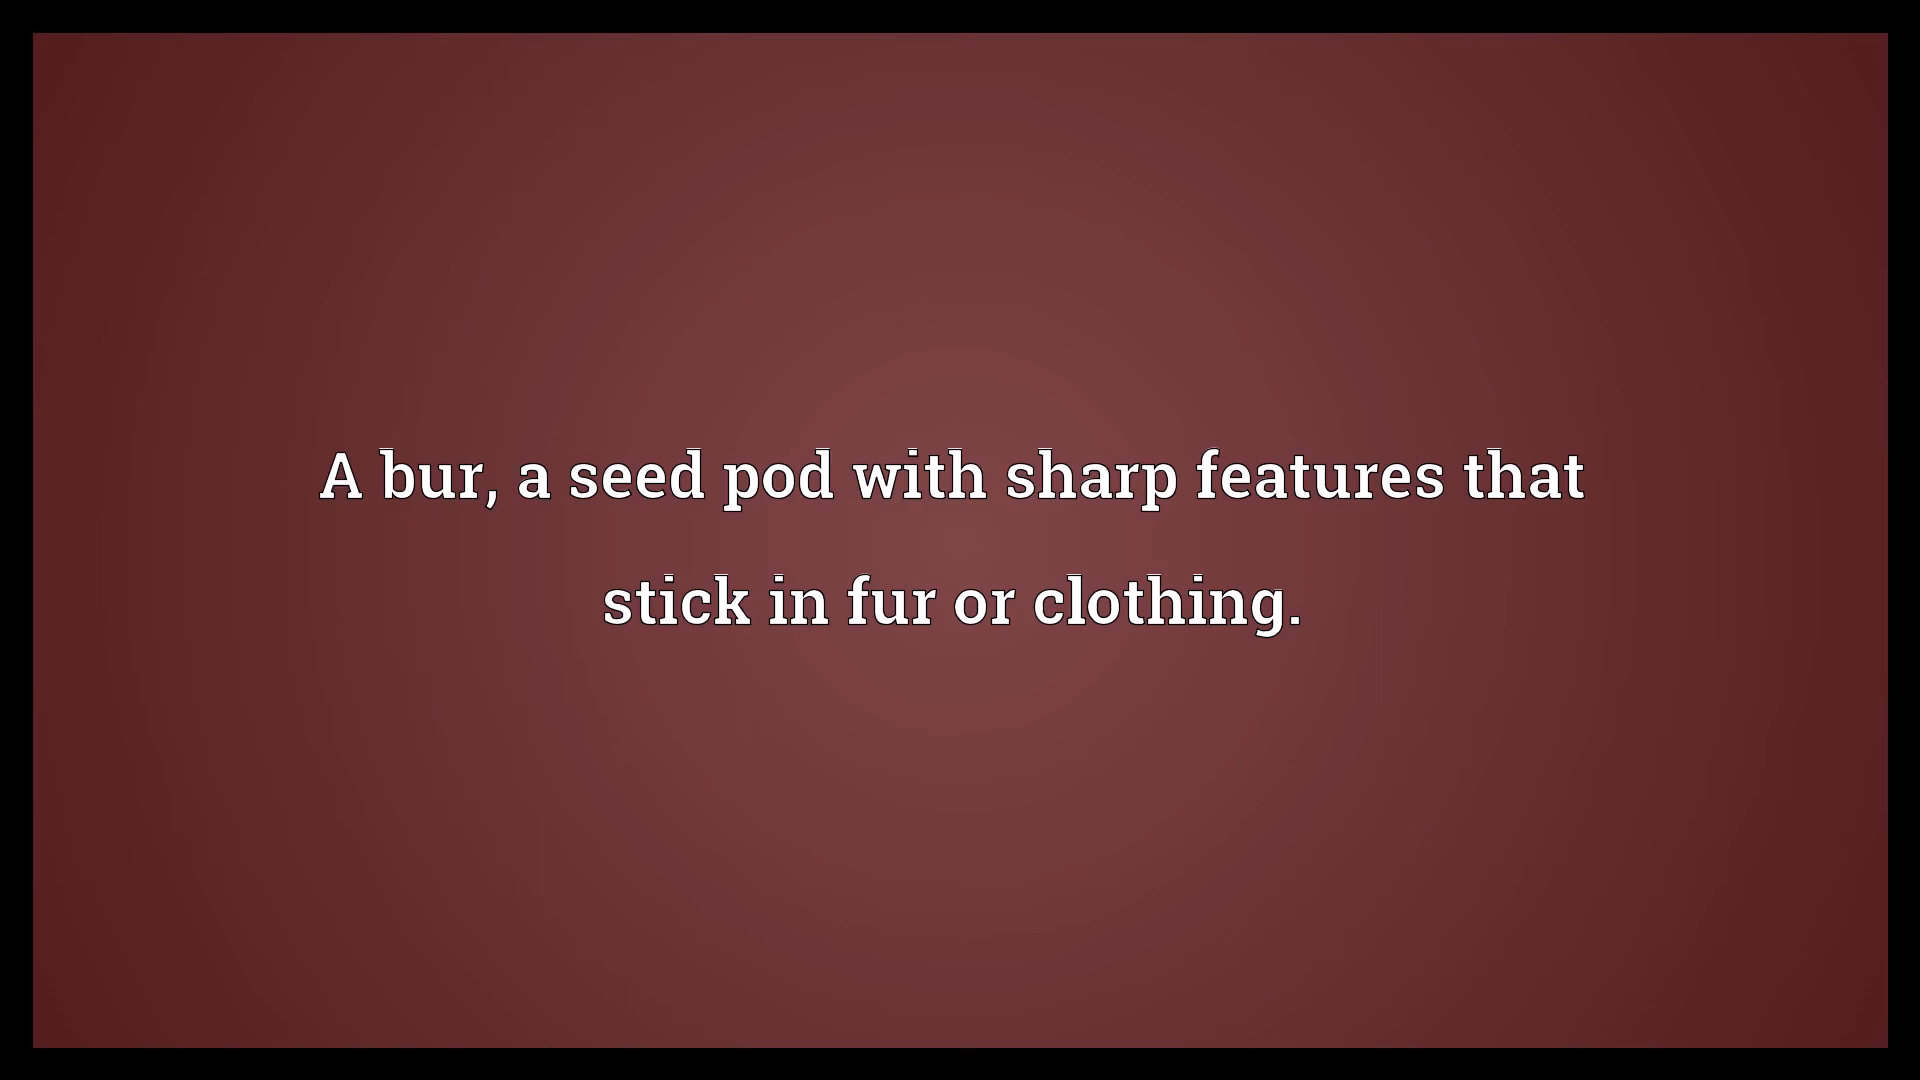 A bur, a seed pod with sharp features that
stick in fur or clothing.